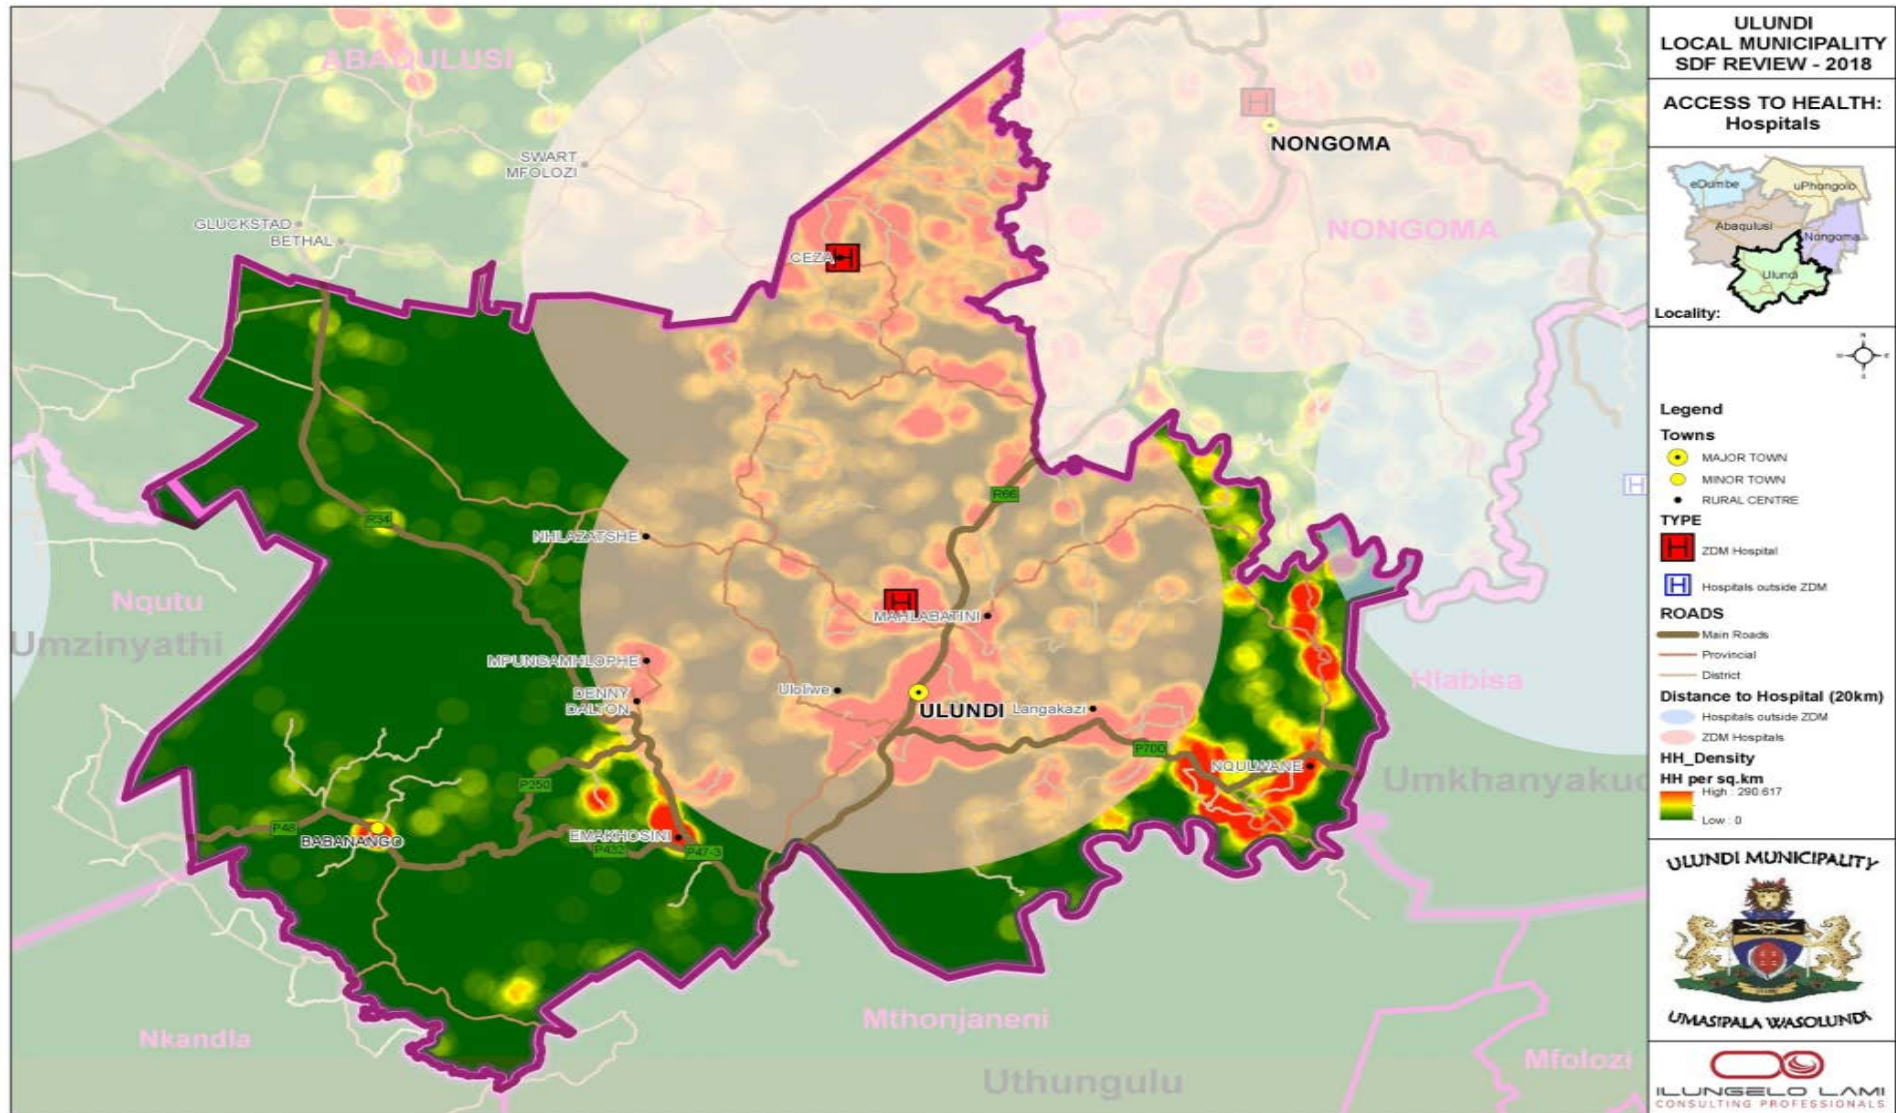 ABAQULUSI
SWART
MFOLOZI
GLUCKSTAD
BETHAL
H
NONGOMA
NONGOMA
CEZA
H
R66
R34
NHLAZATSHE
H
Nqutu
Umzinyathi
H
MAHLABATINI
MPUNGAMHLOPHE
DENNY
DALTON
Uloliwe
ULUNDI
Langakazi
Hlabisa
P700
NQULWANE
P250
P48
BABANANGO
EMAKHOSINI
P432
P47-3
Mthonjaneni
Nkandla
Uthungulu
Mfolozi
ULUNDI
LOCAL MUNICIPALITY
SDF REVIEW - 2018
ACCESS TO HEALTH:
Hospitals
eDumbe
uPhongolo
Abaqulusi
Nongoma
Ulundi
Locality:
Legend
Towns
MAJOR TOWN
MINOR TOWN
RURAL CENTRE
TYPE
H ZDM Hospital
H Hospitals outside ZDM
ROADS
Main Roads
Provincial
District
Distance to Hospital (20km)
Hospitals outside ZDM
ZDM Hospitals
HH_Density
HH per sq.km
High : 290.617
Low : 0
ULUNDI MUNICIPALITY
UMASIPALA WASOLUNDI
ILUNGELO LAMI
CONSULTING PROFESSIONALS